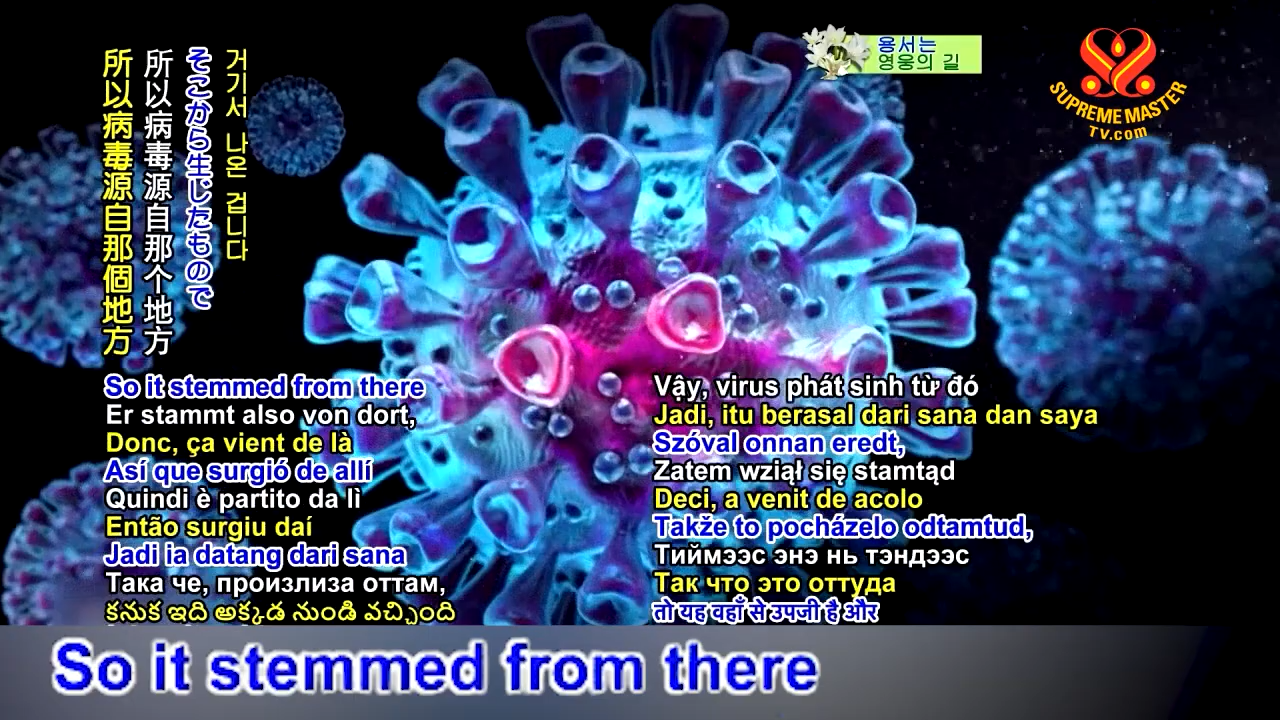 거기서 나온 겁니다
そこから生じたもので
所以病毒源自那个地方
所以病毒源自那個地方
용서는
영웅의 길
SUPREME MASTER
TV.com
So it stemmed from there
Er stammt also von dort,
Donc, ça vient de là
Así que surgió de allí
Quindi è partito da lì
Então surgiu daí
Jadi ia datang dari sana
Така че, произлиза оттам,
కనుక ఇది అక్కడ నుండి వచ్చింది
Vậy, virus phát sinh từ đó
Jadi, itu berasal dari sana dan saya
Szóval onnan eredt,
Zatem wziął się stamtąd
Deci, a venit de acolo
Takže to pocházelo odtamtud,
Тиймээс энэ нь тэндээс
Так что это оттуда
तो यह वहाँ से उपजी है और
So it stemmed from there